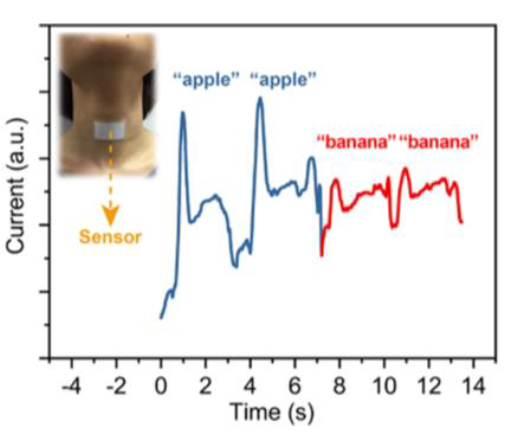 "apple" "apple"
"banana" "banana"
Sensor
Current (a.u.)
-4 -2 0 2 4 6 8 10 12 14
Time (s)